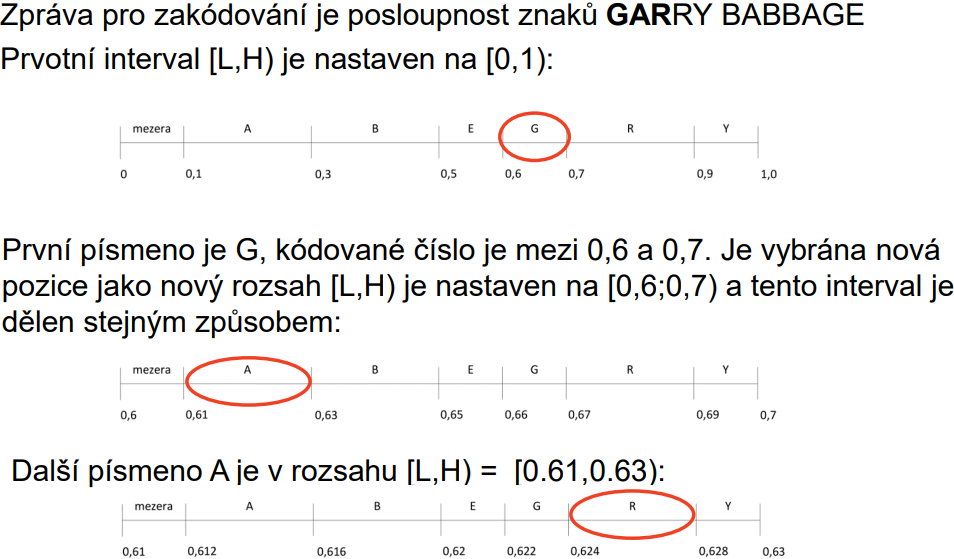 Zpráva pro zakódování je posloupnost znaků GARRY BABBAGE
Prvotní interval [L,H) je nastaven na [0,1):
mezera A B E G R Y
0 0,1 0,3 0,5 0,6 0,7 0,9 1,0
První písmeno je G, kódované číslo je mezi 0,6 a 0,7. Je vybrána nová
pozice jako nový rozsah [L,H) je nastaven na [0,6;0,7) a tento interval je
dělen stejným způsobem:
mezera A B E G R Y
0,6 0,61 0,63 0,65 0,66 0,67 0,69 0,7
Další písmeno A je v rozsahu [L,H) = [0.61,0.63):
mezera A B E G R Y
0,61 0,612 0,616 0,62 0,622 0,624 0,628 0,63